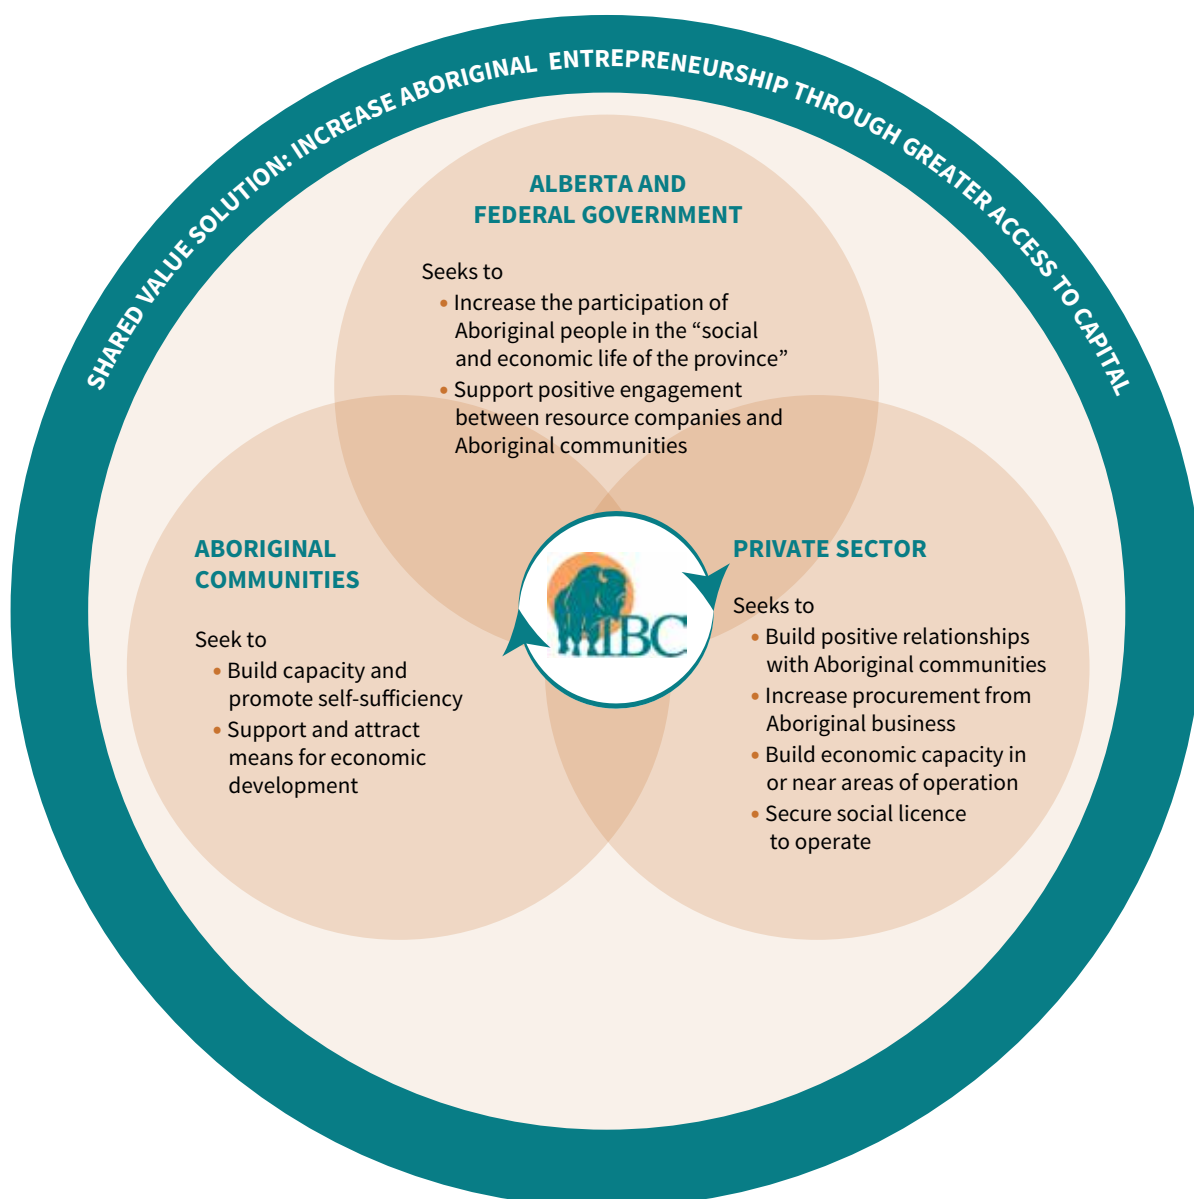 SHARED VALUE SOLUTION: INCREASE ABORIGINAL ENTREPRENEURSHIP THROUGH GREATER ACCESS TO CAPITAL
ALBERTA AND
FEDERAL GOVERNMENT
Seeks to
• Increase the participation of
Aboriginal people in the “social
and economic life of the province”
• Support positive engagement
between resource companies and
Aboriginal communities
ABORIGINAL
COMMUNITIES
Seek to
• Build capacity and
promote self-sufficiency
• Support and attract
means for economic
development
IBC
PRIVATE SECTOR
Seeks to
• Build positive relationships
with Aboriginal communities
• Increase procurement from
Aboriginal business
• Build economic capacity in
or near areas of operation
• Secure social licence
to operate